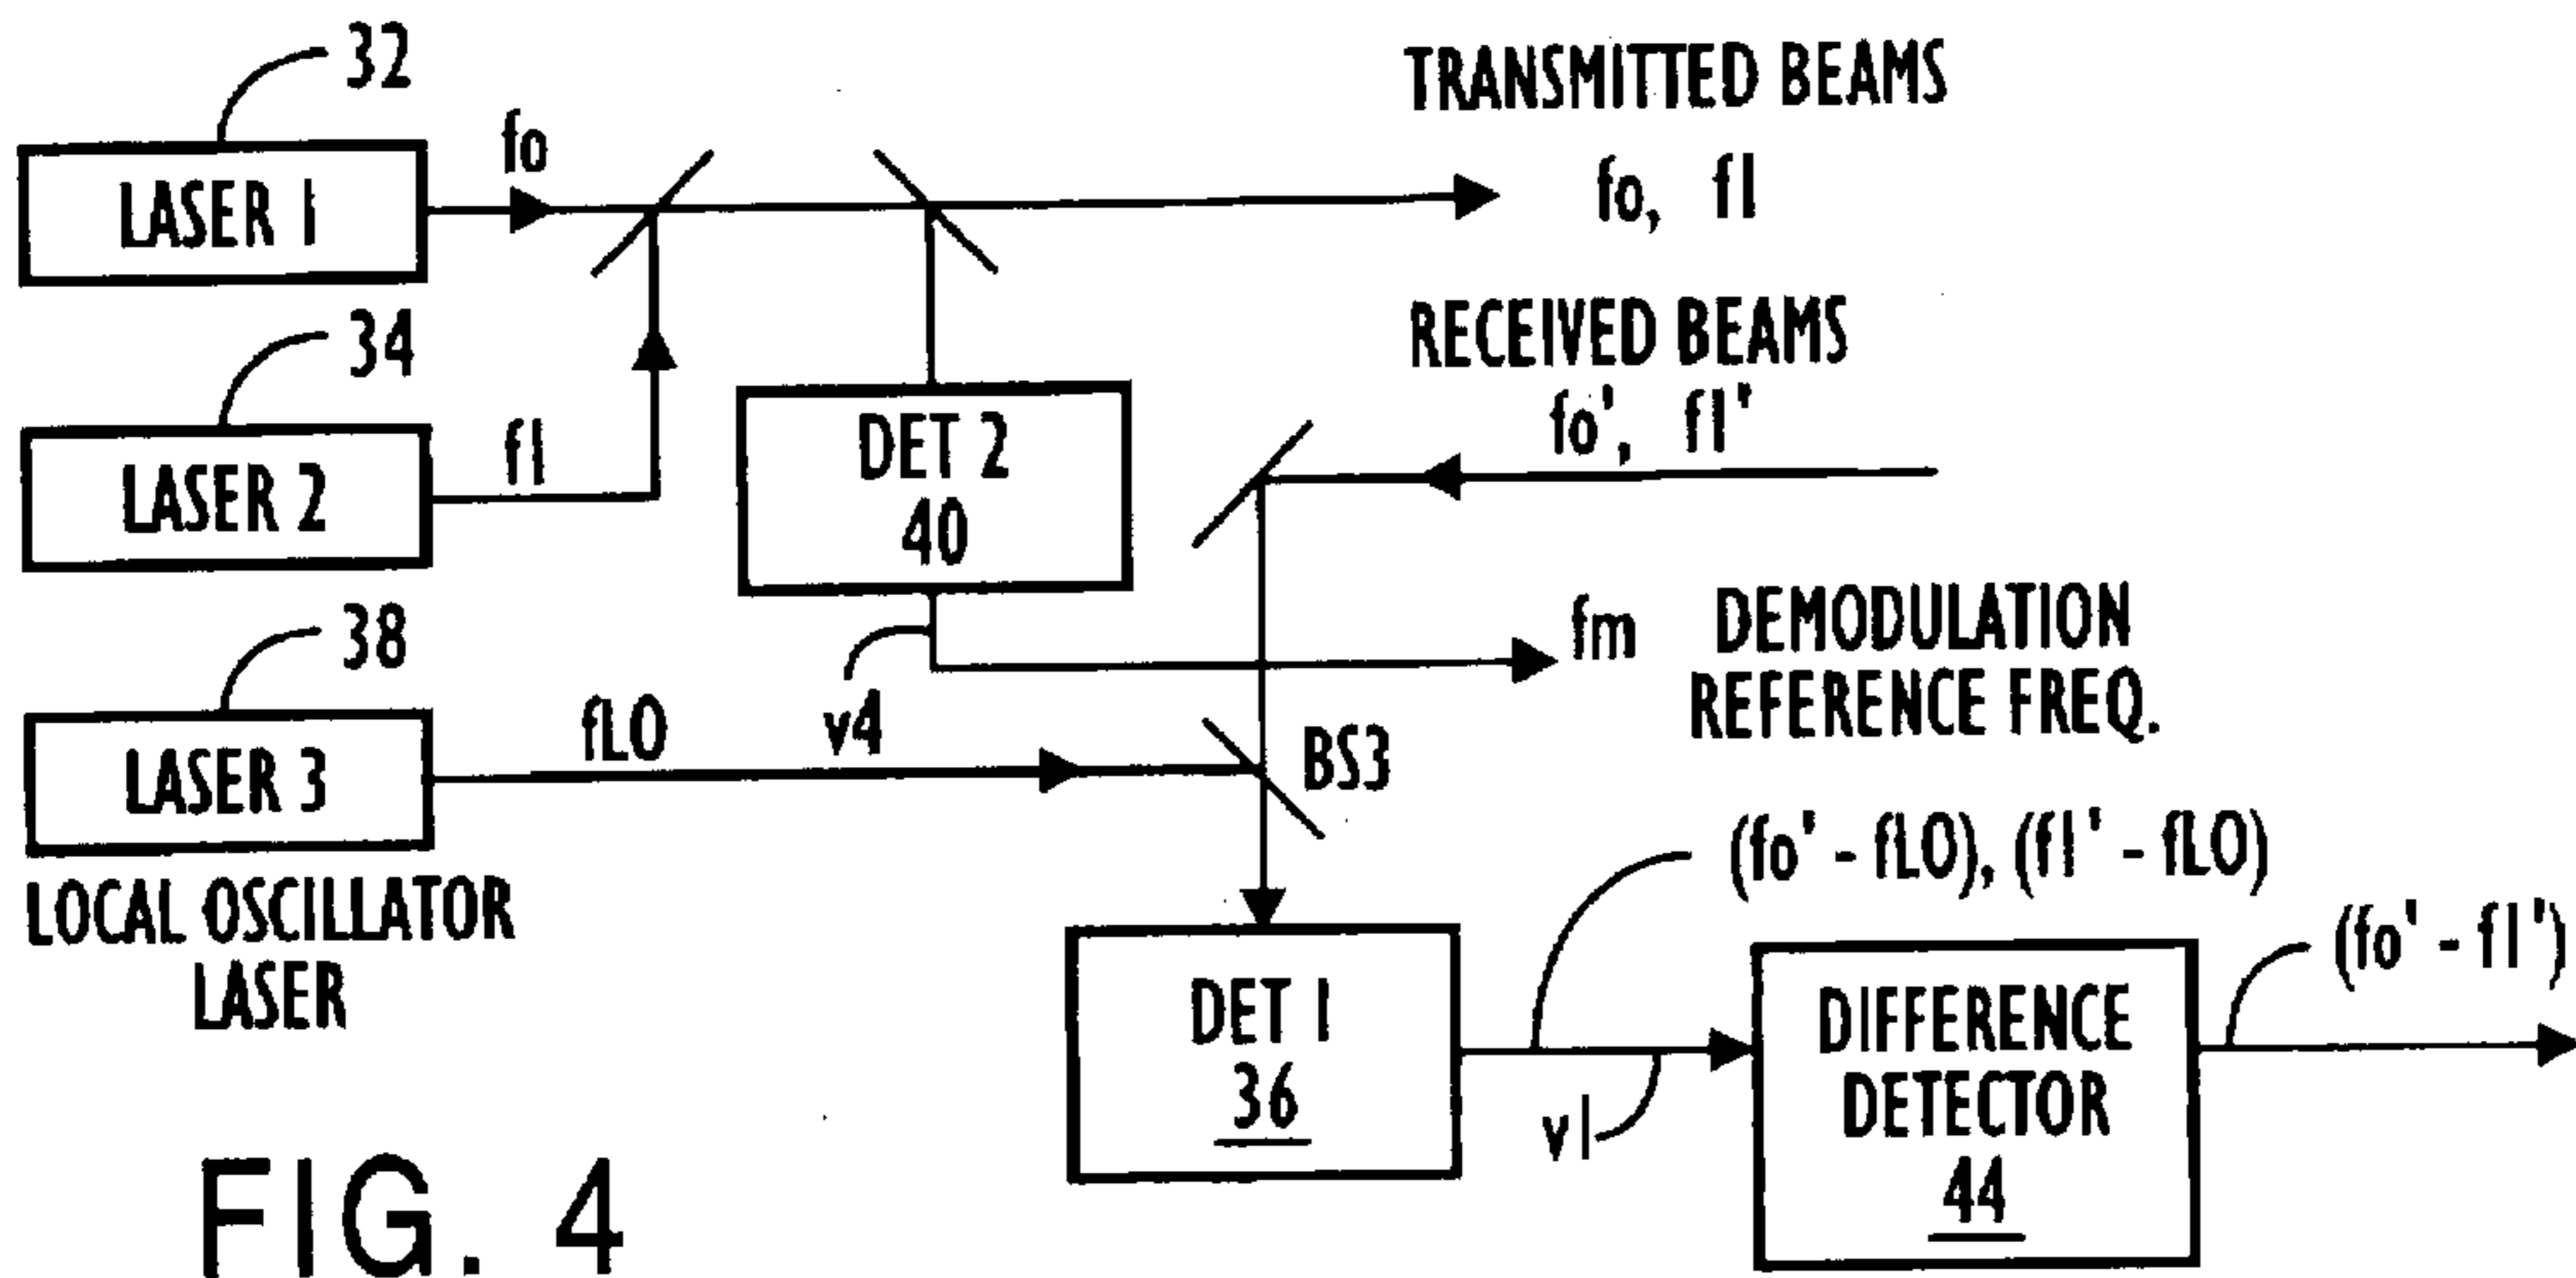 32
fo
TRANSMITTED BEAMS
LASER 1
fo, f1
34
RECEIVED BEAMS
fo', f1'
f1
LASER 2
DET 2
40
38
fm
DEMODULATION
REFERENCE FREQ.
fLO
v4
BS3
LASER 3
LOCAL OSCILLATOR
LASER
(fo' - fLO), (f1' - fLO)
(fo' - f1')
DET 1
36
v1
DIFFERENCE
DETECTOR
44
FIG. 4